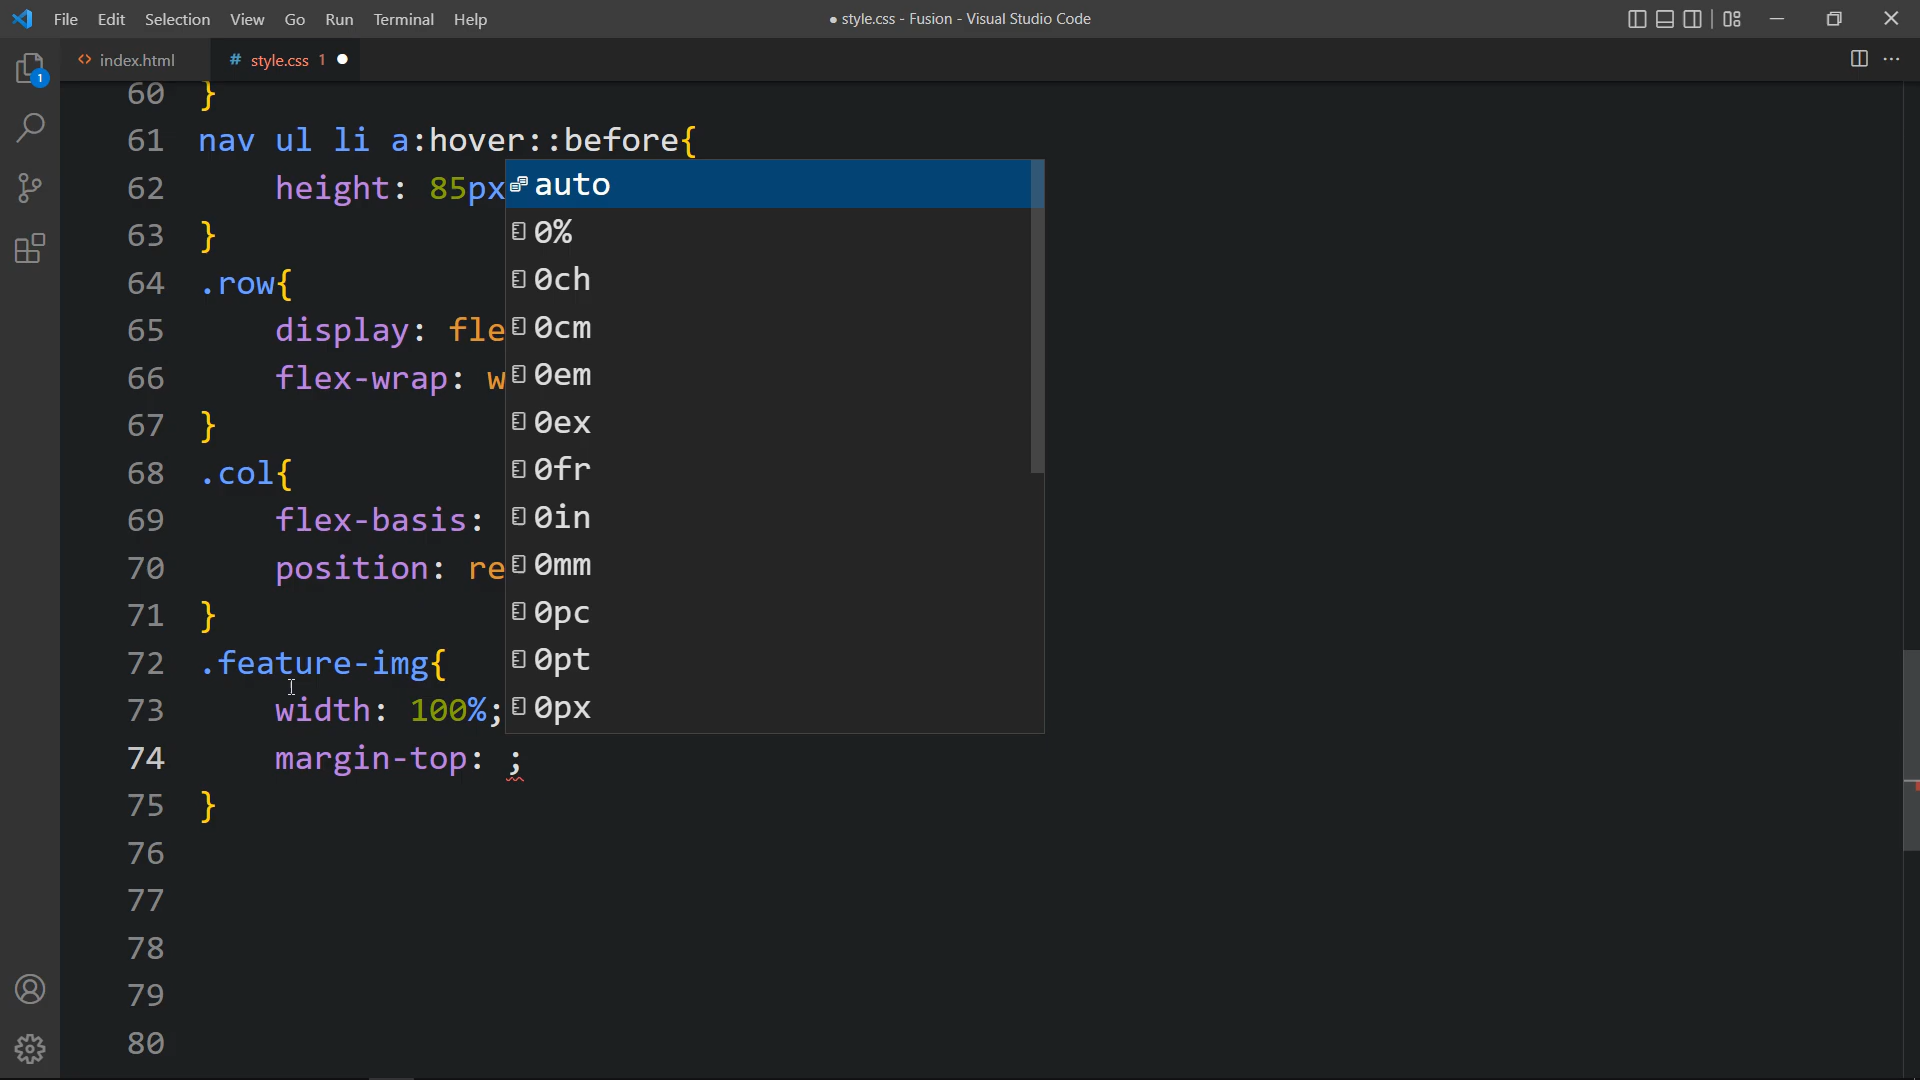 File Edit Selection View Go Run Terminal Help
● style.css - Fusion - Visual Studio Code
1
<> index.html
# style.css 1 ●
60 }
61 nav ul li a:hover::before{
62 height: 85px
63 }
64 .row{
65 display: fle
66 flex-wrap: w
67 }
68 .col{
69 flex-basis:
70 position: re
71 }
72 .feature-img{
73 width: 100%;
74 margin-top: ;
75 }
76
77
78
79
80
auto
0%
0ch
0cm
0em
0ex
0fr
0in
0mm
0pc
0pt
0px